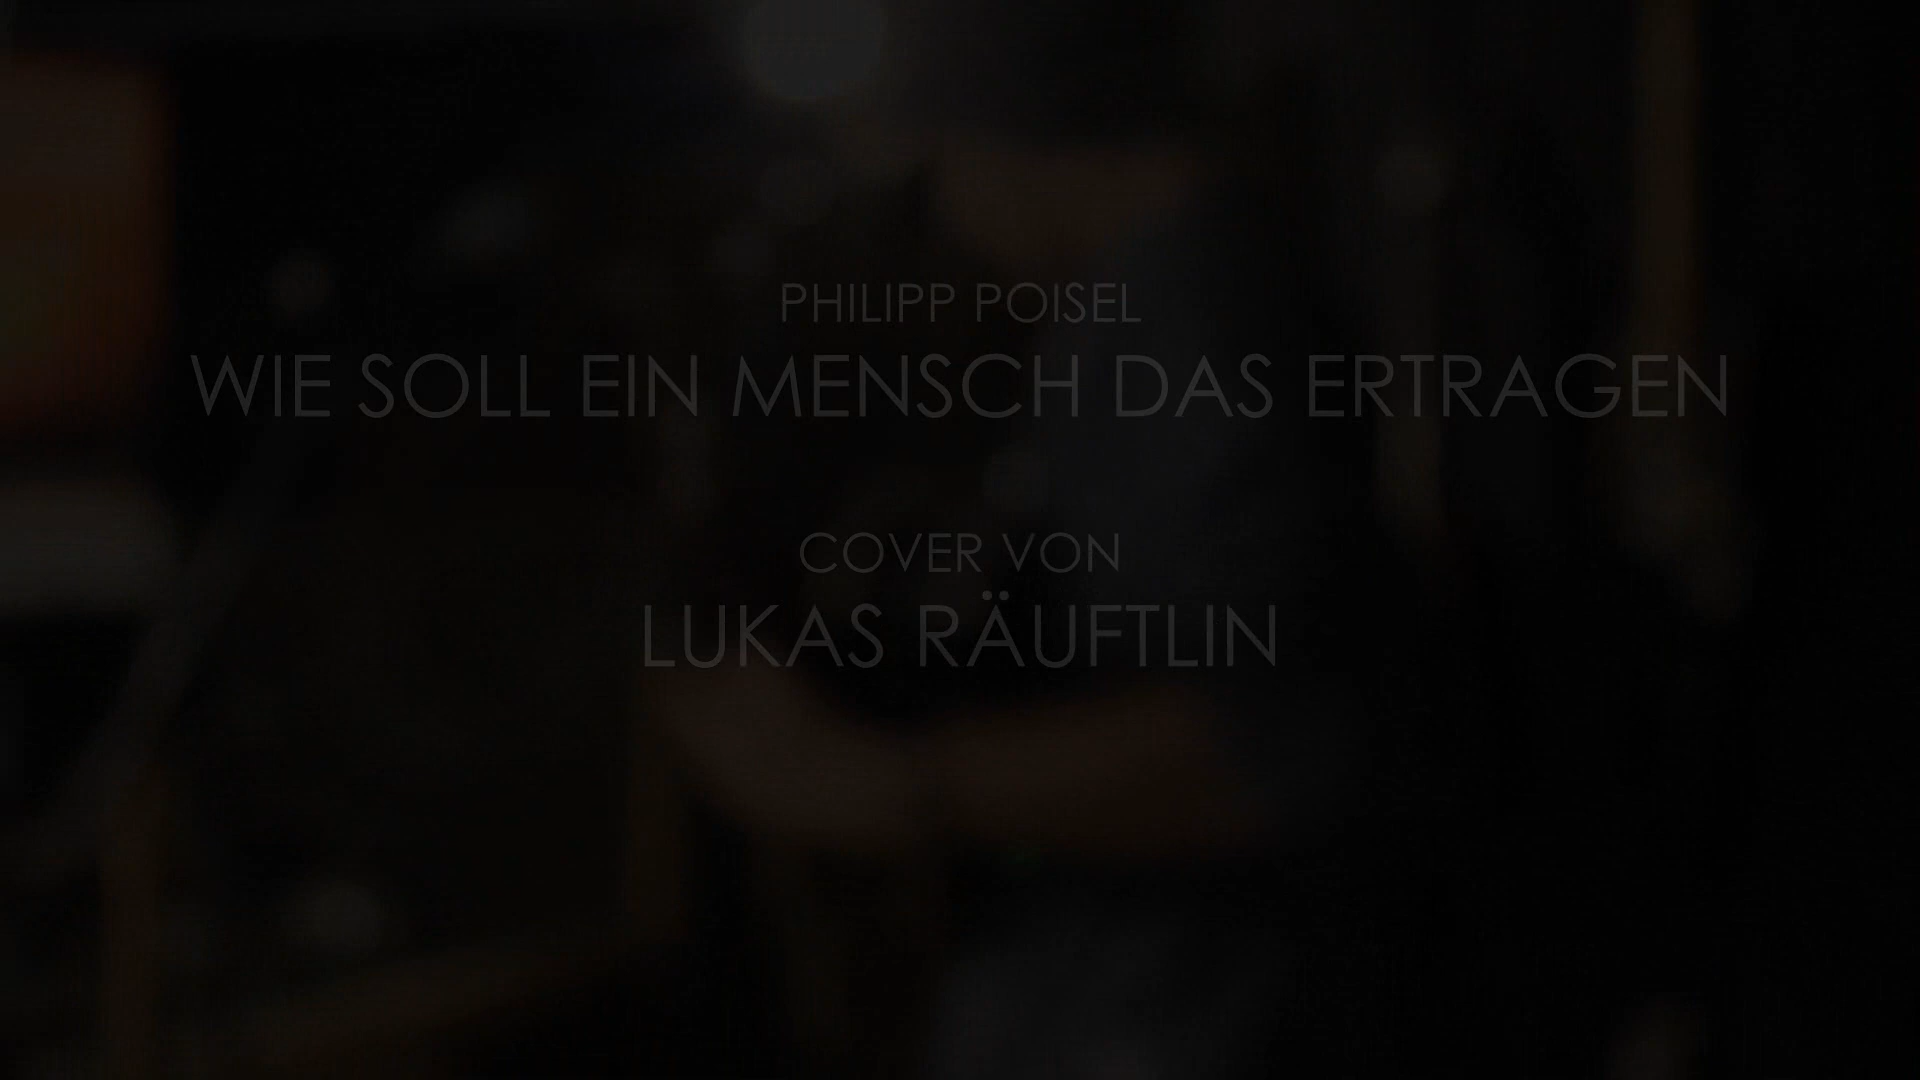 PHILIPP POISEL
WIE SOLL EIN MENSCH DAS ERTRAGEN
COVER VON
LUKAS RÄUFTLIN